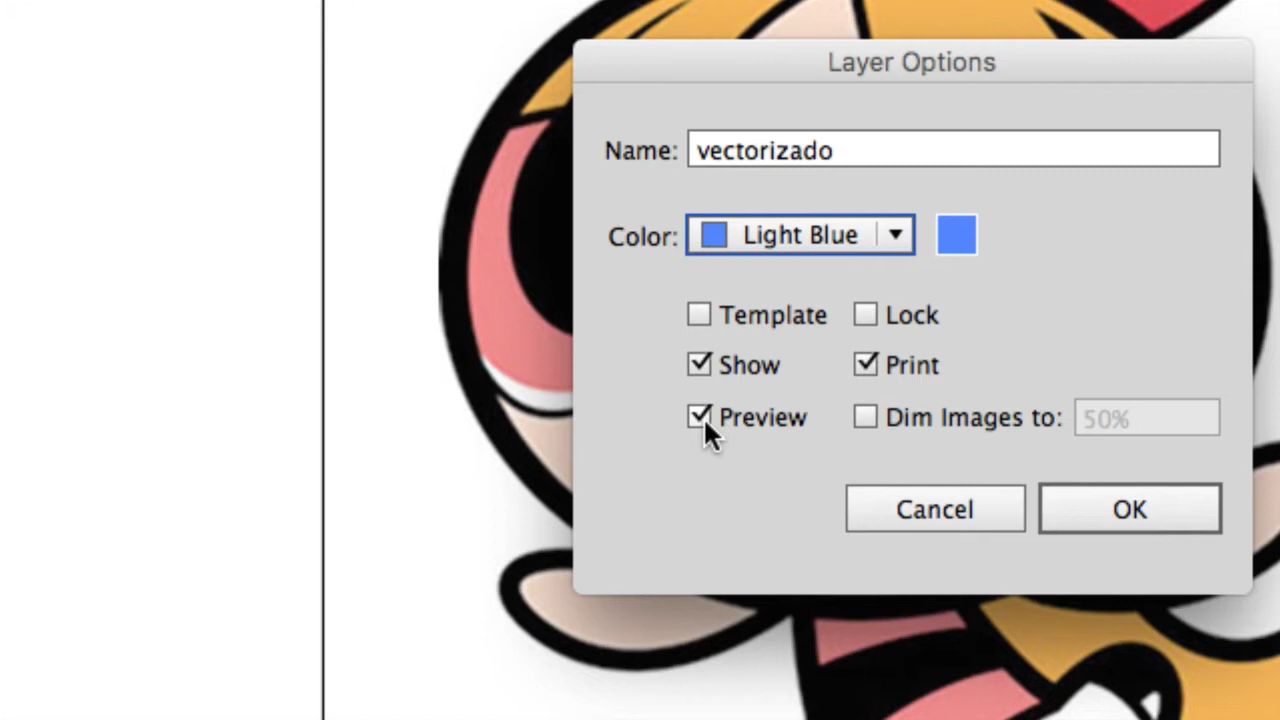 Layer Options
Name: vectorizado
Color: Light Blue
Template Lock
Show Print
Preview Dim Images to: 50%
Cancel OK